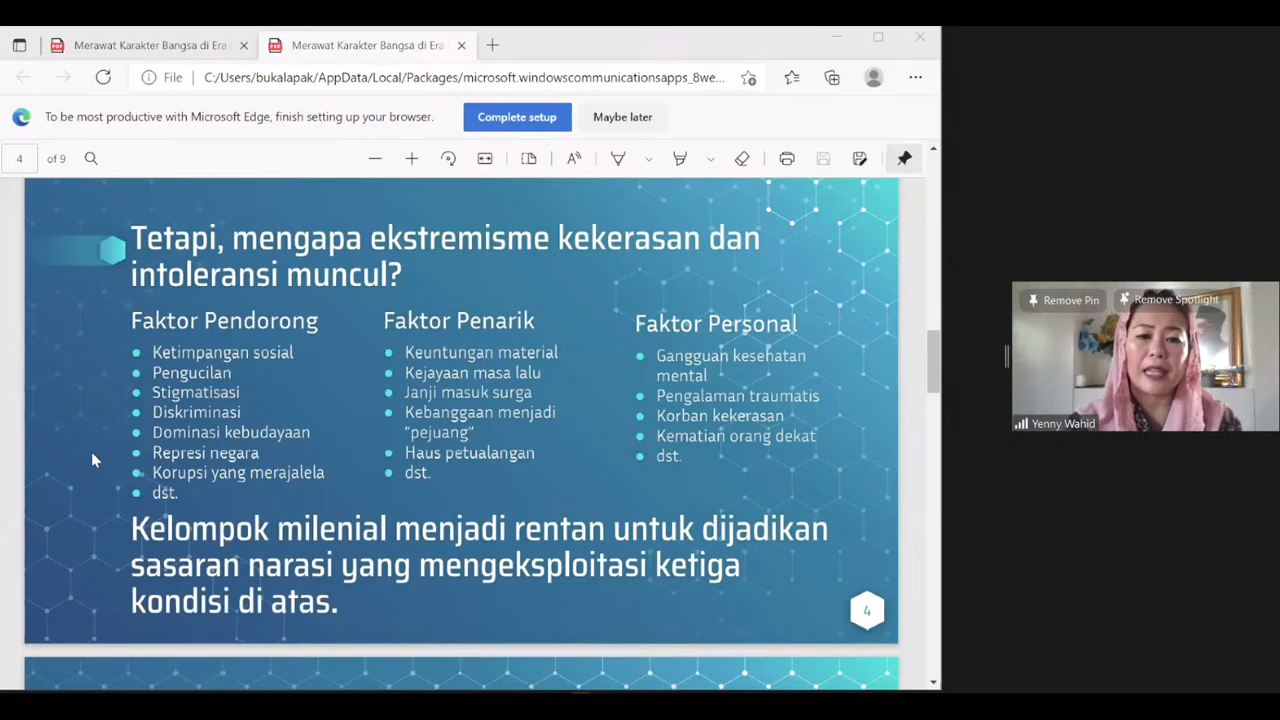 Merawat Karakter Bangsa di Era
Merawat Karakter Bangsa di Era
File
C:/Users/bukalapak/AppData/Local/Packages/microsoft.windowscommunicationsapps_8we...
To be most productive with Microsoft Edge, finish setting up your browser.
Complete setup
Maybe later
4 of 9
Tetapi, mengapa ekstremisme kekerasan dan
intoleransi muncul?
Faktor Pendorong
Ketimpangan sosial
Pengucilan
Stigmatisasi
Diskriminasi
Dominasi kebudayaan
Represi negara
Korupsi yang merajalela
dst.
Faktor Penarik
Keuntungan material
Kejayaan masa lalu
Janji masuk surga
Kebanggaan menjadi
"pejuang"
Haus petualangan
dst.
Faktor Personal
Gangguan kesehatan
mental
Pengalaman traumatis
Korban kekerasan
Kematian orang dekat
dst.
Kelompok milenial menjadi rentan untuk dijadikan
sasaran narasi yang mengeksploitasi ketiga
kondisi di atas.
4
Remove Pin
Remove Spotlight
Yenny Wahid